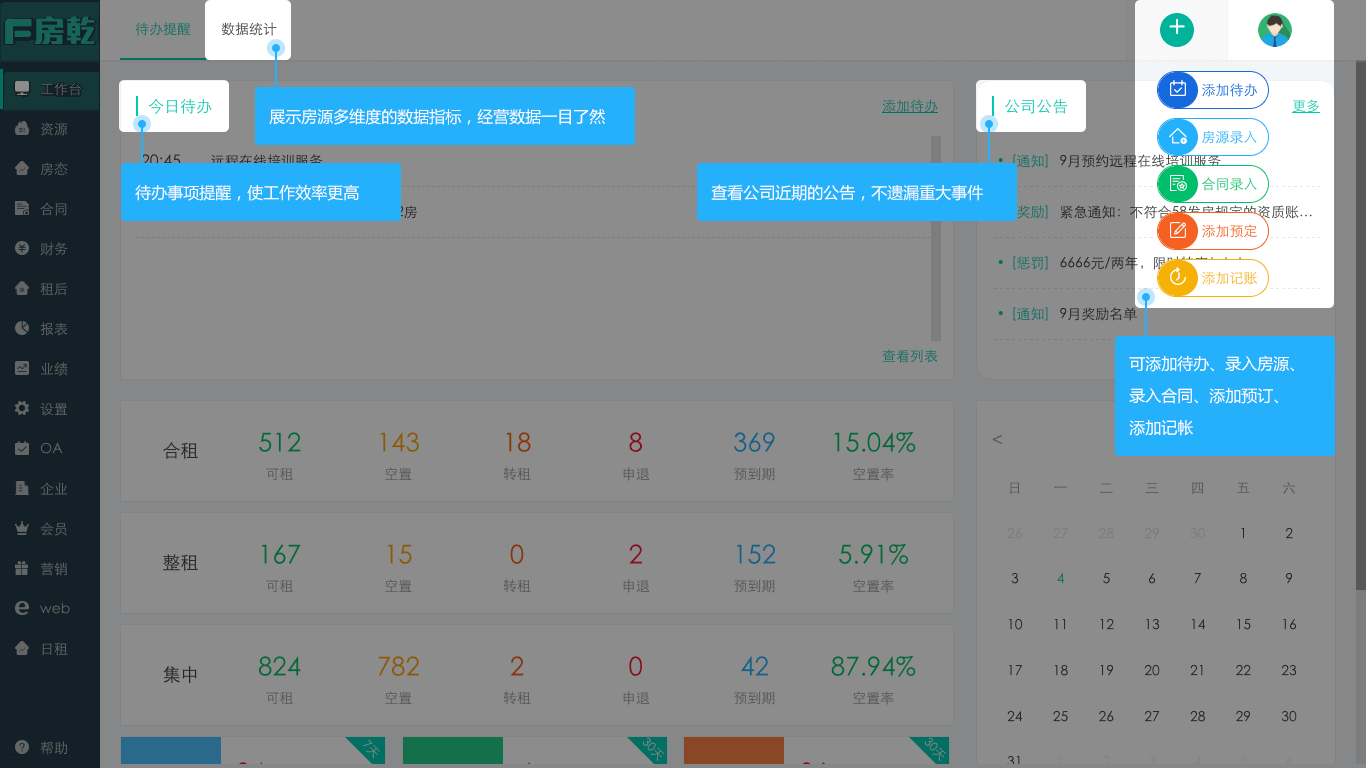 房乾
待办提醒
数据统计
工作台
资源
房态
合同
财务
租后
报表
业绩
设置
OA
企业
会员
营销
web
日租
帮助
今日待办
添加待办
展示房源多维度的数据指标，经营数据一目了然
20:45 远程在线培训服务
待办事项提醒，使工作效率更高
2房
查看列表
公司公告
更多
[通知] 9月预约远程在线培训服务
查看公司近期的公告，不遗漏重大事件
奖励] 紧急通知：不符合58发房规定的资质账...
[惩罚] 6666元/两年，限时
[通知] 9月奖励名单
添加待办
房源录入
合同录入
添加预定
添加记账
可添加待办、录入房源、
录入合同、添加预订、
添加记帐
合租
512 143 18 8 369 15.04%
可租 空置 转租 申退 预到期 空置率
整租
167 15 0 2 152 5.91%
可租 空置 转租 申退 预到期 空置率
集中
824 782 2 0 42 87.94%
可租 空置 转租 申退 预到期 空置率
7天
30天
30天
<
日 一 二 三 四 五 六
26 27 28 29 30 1 2
3 4 5 6 7 8 9
10 11 12 13 14 15 16
17 18 19 20 21 22 23
24 25 26 27 28 29 30
31 1 2 3 4 5 6